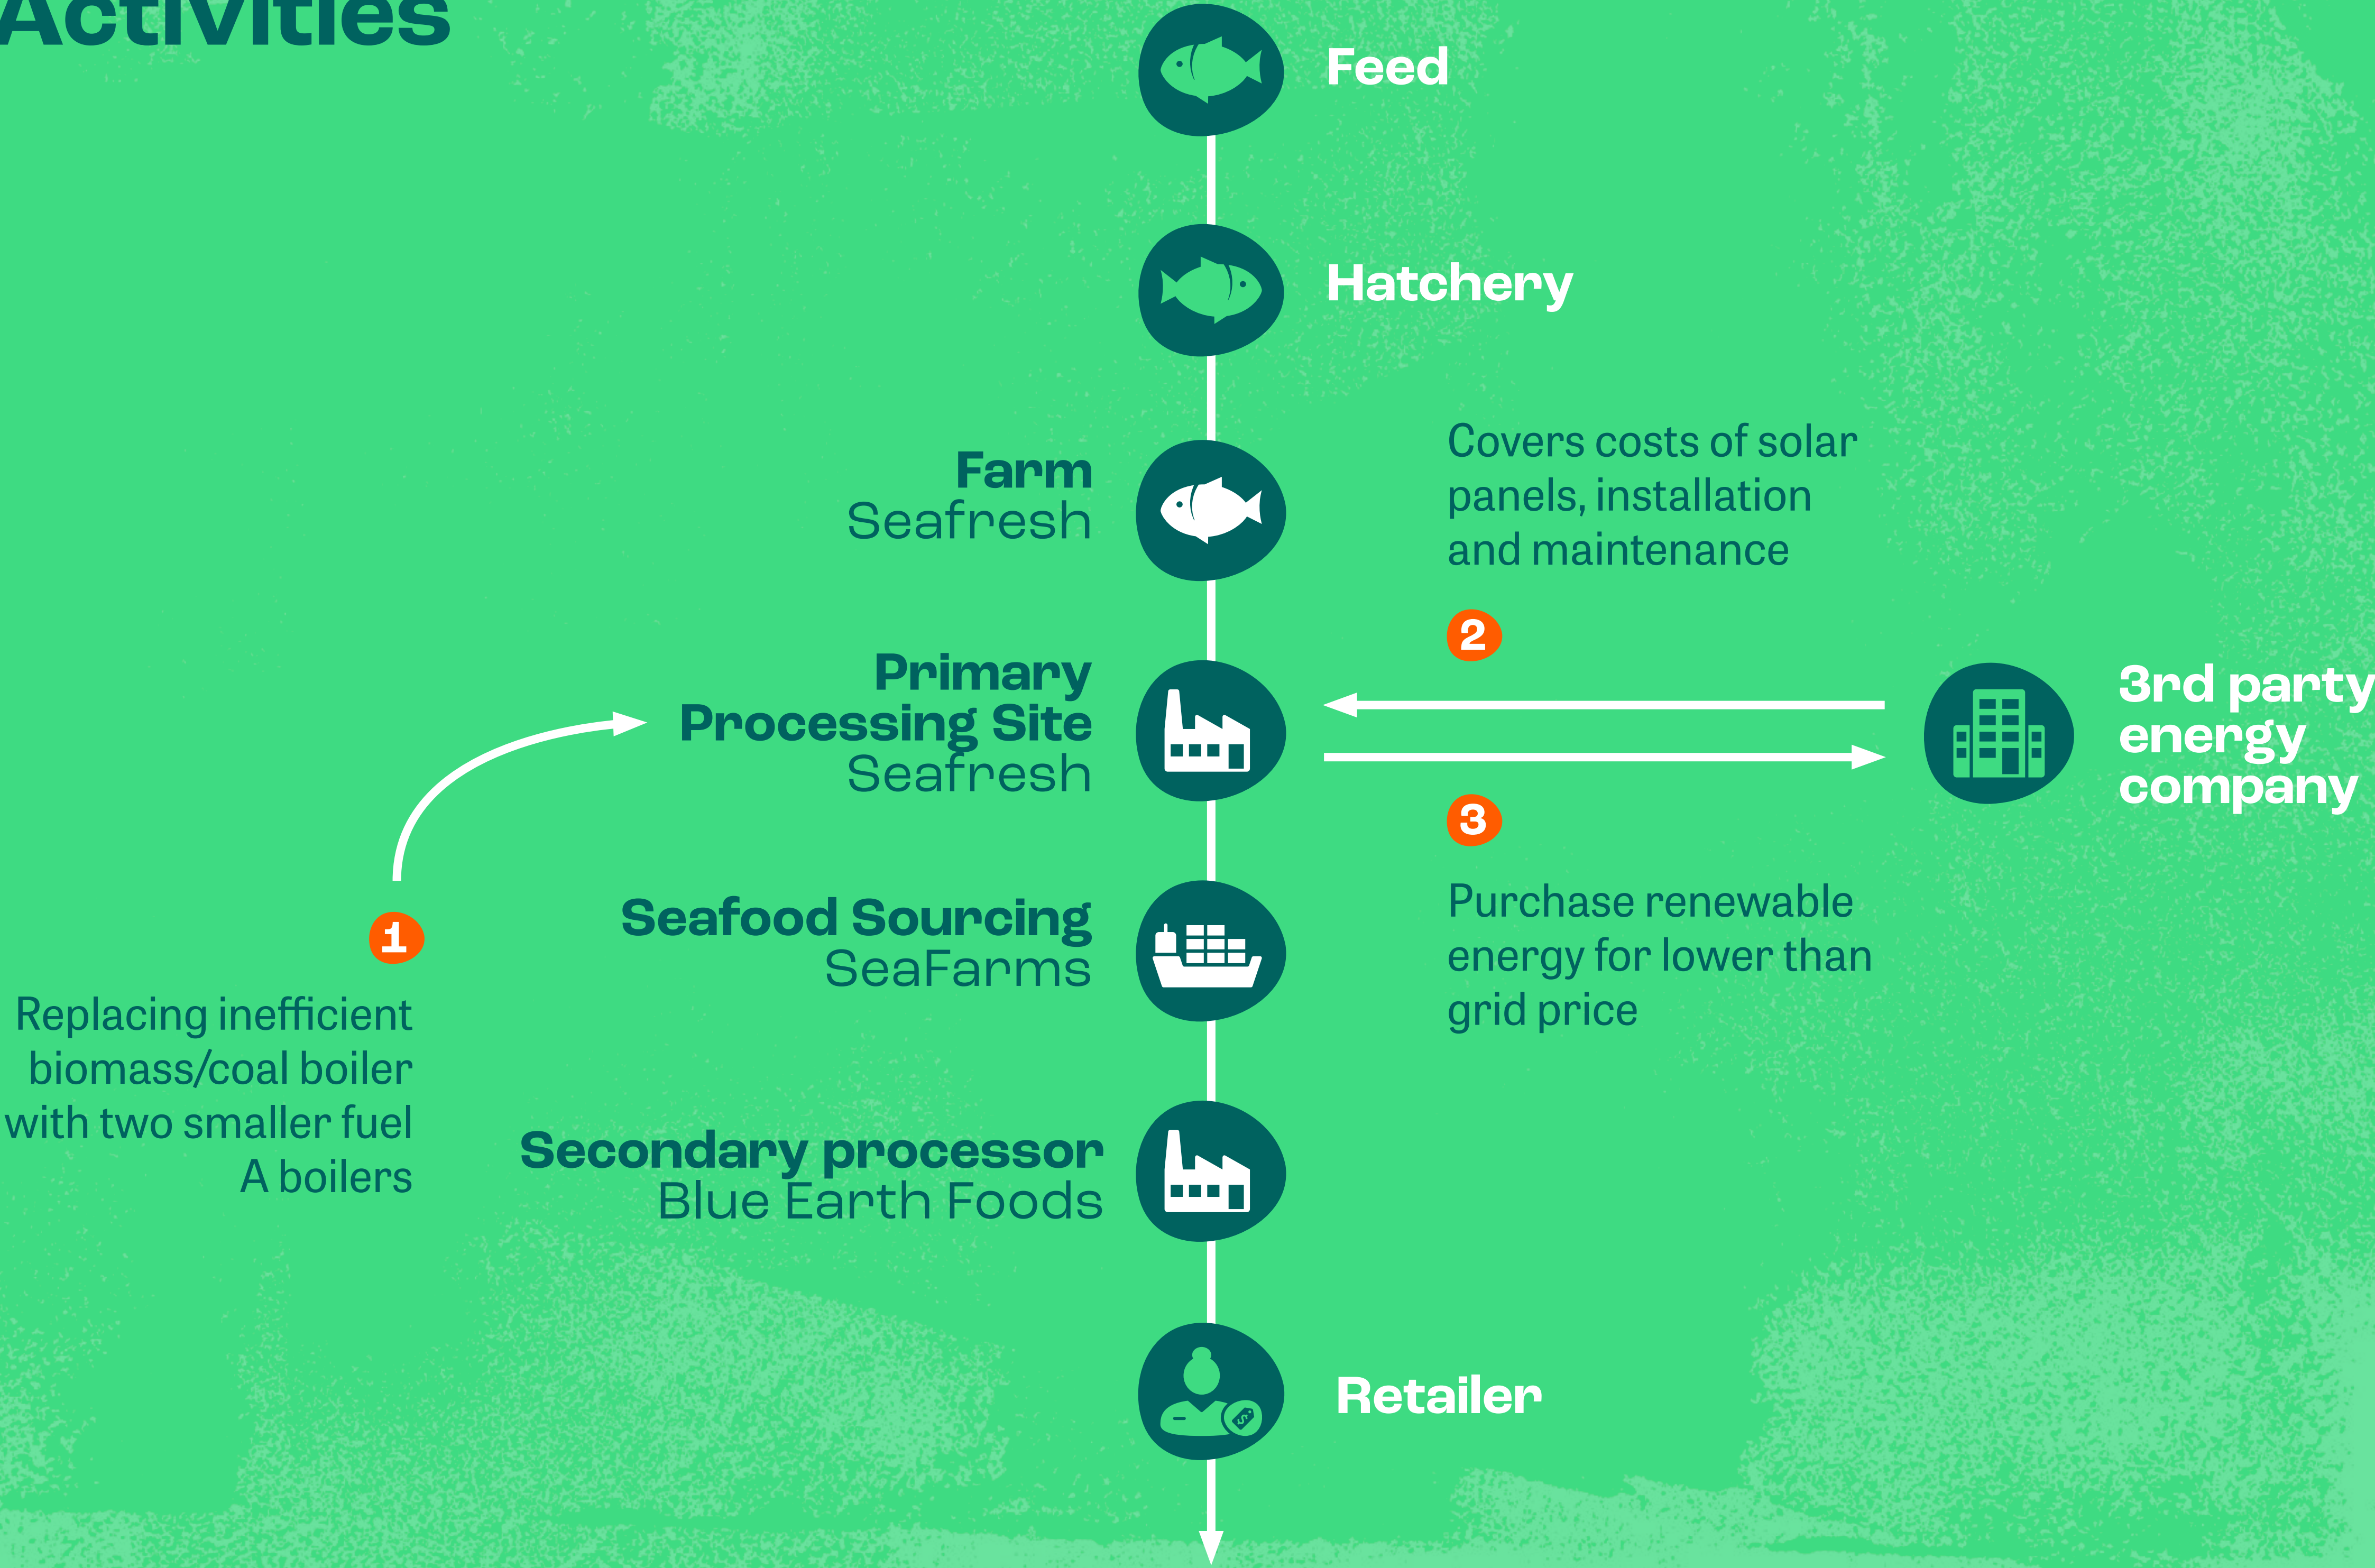 Activities
Feed
Hatchery
Farm
Seafresh
Covers costs of solar
panels, installation
and maintenance
2
Primary
Processing Site
Seafresh
3rd party
energy
company
3
Purchase renewable
energy for lower than
grid price
1
Replacing inefficient
biomass/coal boiler
with two smaller fuel
A boilers
Seafood Sourcing
SeaFarms
Secondary processor
Blue Earth Foods
Retailer
$